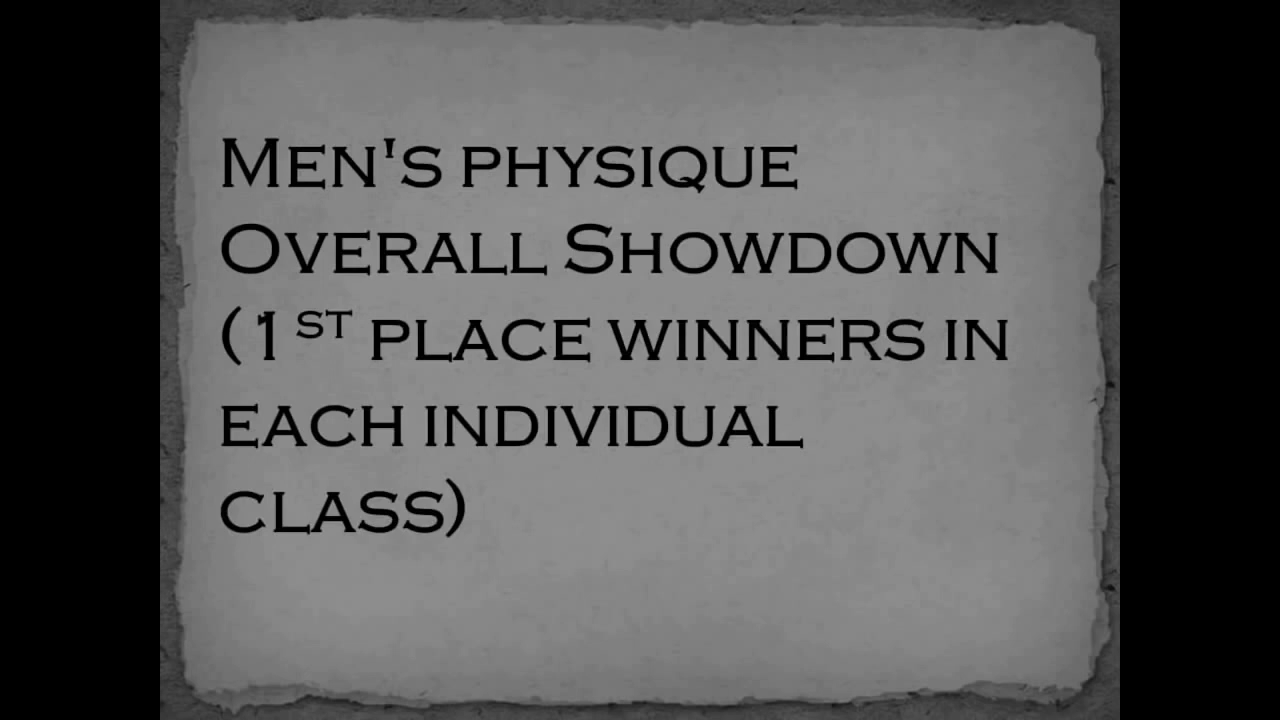 Men's physique
Overall Showdown
(1st place winners in
each individual
class)